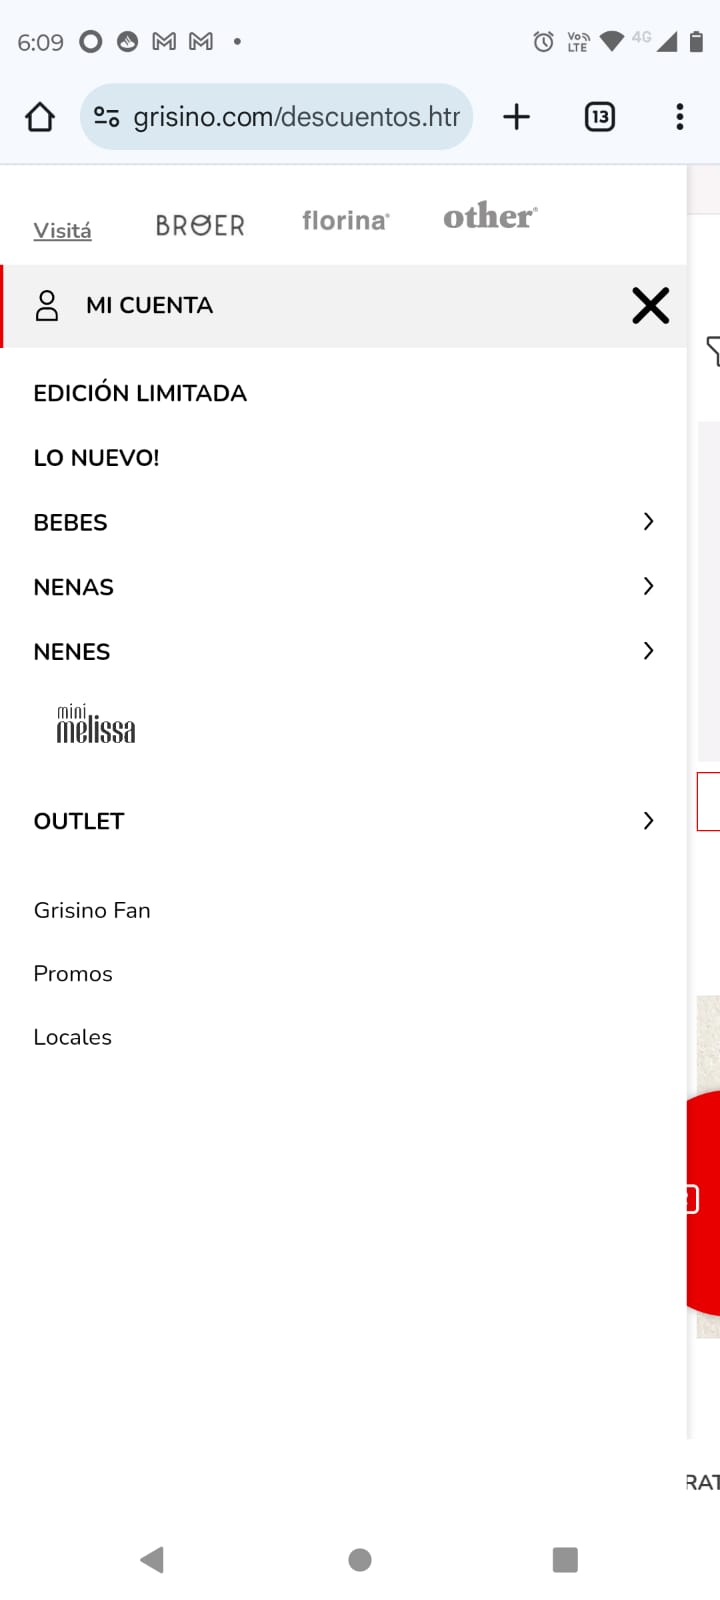 6:09
Vo))
LTE
4G
grisino.com/descuentos.htr
13
Visitá
BROER
florina®
other®
MI CUENTA
EDICIÓN LIMITADA
LO NUEVO!
BEBES
NENAS
NENES
mini
melissa
OUTLET
Grisino Fan
Promos
Locales
RAT